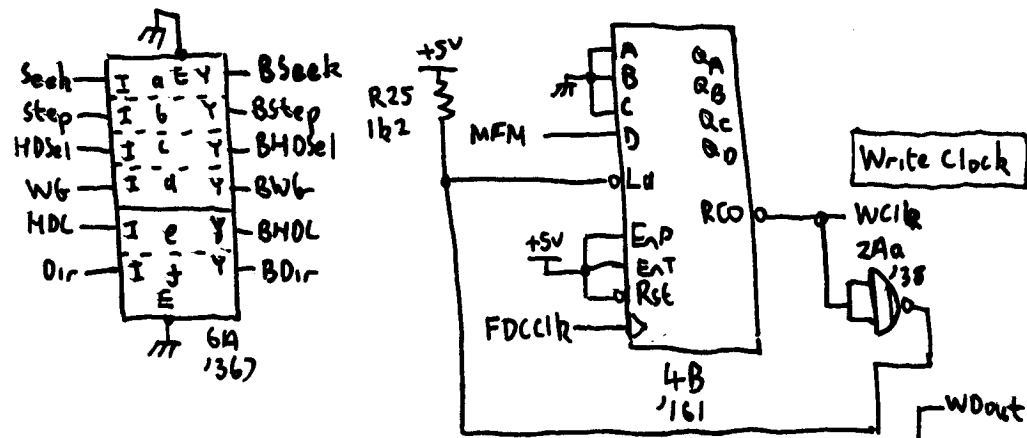 Seek I a E Y BSeek
Step I b Y BStep
HDSel I c Y BHDSel
WG I d Y BWG
HDL I e Y BHDL
Dir I f Y BDir
E
6A
'367
+5V
R25
1k2
A QA
B QB
C QC
MFM D QD
Ld
RCO WClk
+5V EnP
EnT
Rst
FDCClk
4B
'161
Write Clock
2Aa
'38
WDout